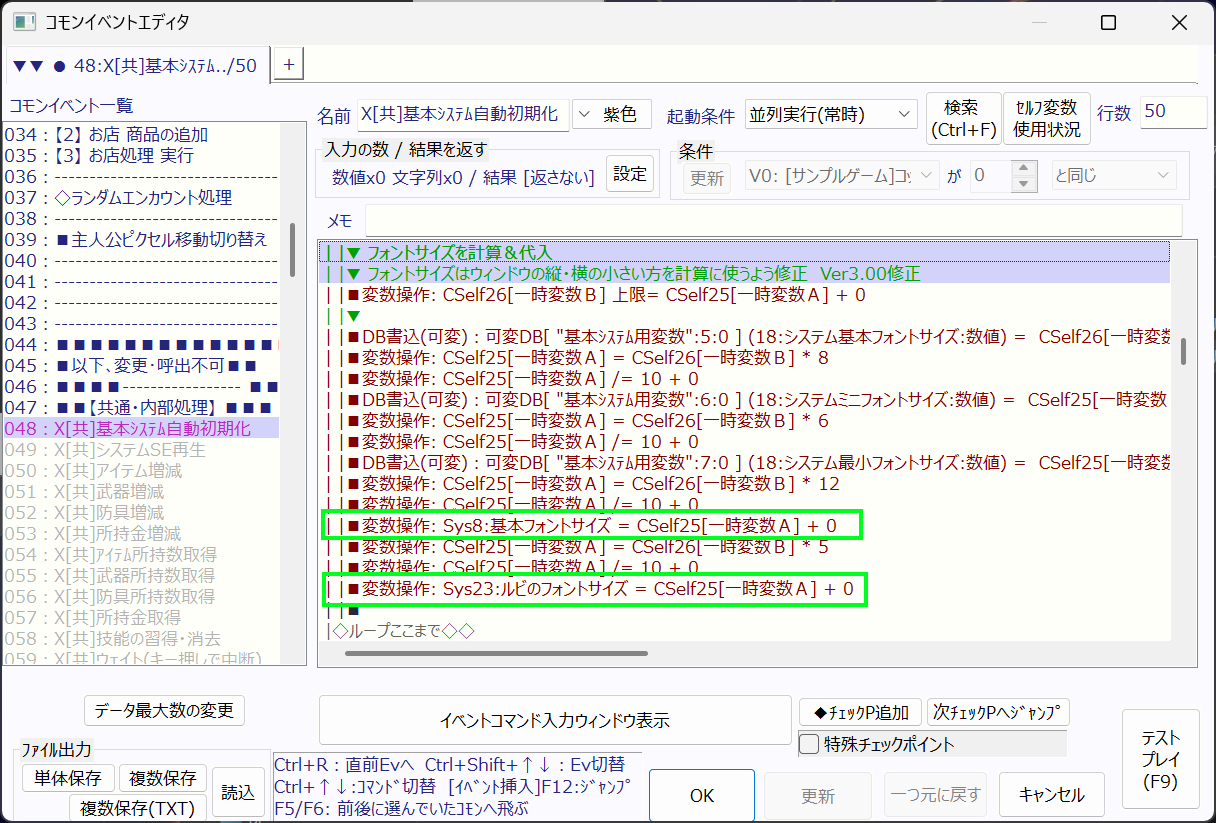 コモンイベントエディタ
▼▼ ● 48:X[共]基本ｼｽﾃﾑ../50
+
コモンイベント一覧
034：【2】お店 商品の追加
035：【3】お店処理 実行
036：------------------------------
037：◇ランダムエンカウント処理
038：------------------------------
039：■主人公ピクセル移動切り替え
040：------------------------------
041：------------------------------
042：------------------------------
043：------------------------------
044：■■■■■■■■■■■■■
045：■以下、変更・呼出不可■■
046：■■■■---------------- ■■
047：■■【共通・内部処理】■■■
048：X[共]基本ｼｽﾃﾑ自動初期化
049：X[共]システムSE再生
050：X[共]アイテム増減
051：X[共]武器増減
052：X[共]防具増減
053：X[共]所持金増減
054：X[共]ｱｲﾃﾑ所持数取得
055：X[共]武器所持数取得
056：X[共]防具所持数取得
057：X[共]所持金取得
058：X[共]技能の習得・消去
059：X[共]ウェイト(キー押しで中断)
データ最大数の変更
ファイル出力
単体保存 複数保存
複数保存(TXT)
読込
名前 X[共]基本ｼｽﾃﾑ自動初期化 紫色
起動条件 並列実行(常時)
検索
(Ctrl+F)
ｾﾙﾌ変数
使用状況
行数 50
入力の数 / 結果を返す
数値x0 文字列x0 / 結果 [返さない] 設定
条件
更新 V0: [サンプルゲーム]コｯ が 0 と同じ
メモ
| |▼ フォントサイズを計算＆代入
| |▼ フォントサイズはウィンドウの縦・横の小さい方を計算に使うよう修正 Ver3.00修正
| |■変数操作: CSelf26[一時変数Ｂ] 上限= CSelf25[一時変数Ａ] + 0
| |▼
| |■DB書込(可変)：可変DB[ "基本ｼｽﾃﾑ用変数":5:0 ] (18:システム基本フォントサイズ:数値) = CSelf26[一時変数
| |■変数操作: CSelf25[一時変数Ａ] = CSelf26[一時変数Ｂ] * 8
| |■変数操作: CSelf25[一時変数Ａ] /= 10 + 0
| |■DB書込(可変)：可変DB[ "基本ｼｽﾃﾑ用変数":6:0 ] (18:システムミニフォントサイズ:数値) = CSelf25[一時変数
| |■変数操作: CSelf25[一時変数Ａ] = CSelf26[一時変数Ｂ] * 6
| |■変数操作: CSelf25[一時変数Ａ] /= 10 + 0
| |■DB書込(可変)：可変DB[ "基本ｼｽﾃﾑ用変数":7:0 ] (18:システム最小フォントサイズ:数値) = CSelf25[一時変数
| |■変数操作: CSelf25[一時変数Ａ] = CSelf26[一時変数Ｂ] * 12
| |■変数操作: CSelf25[一時変数Ａ] /= 10 + 0
| |■変数操作: Sys8:基本フォントサイズ = CSelf25[一時変数Ａ] + 0
| |■変数操作: CSelf25[一時変数Ａ] = CSelf26[一時変数Ｂ] * 5
| |■変数操作: CSelf25[一時変数Ａ] /= 10 + 0
| |■変数操作: Sys23:ルビのフォントサイズ = CSelf25[一時変数Ａ] + 0
| |■
|◇ループここまで◇◇
イベントコマンド入力ウィンドウ表示
◆ﾁｪｯｸP追加 次ﾁｪｯｸPへｼﾞｬﾝﾌﾟ
特殊チェックポイント
テスト
プレイ
(F9)
Ctrl+R：直前Evへ Ctrl+Shift+↑↓：Ev切替
Ctrl+↑↓:ｺﾏﾝﾄﾞ切替 [ｲﾍﾞﾝﾄ挿入]F12:ｼﾞｬﾝﾌﾟ
F5/F6: 前後に選んでいたｺﾓﾝへ飛ぶ
OK 更新 一つ元に戻す キャンセル